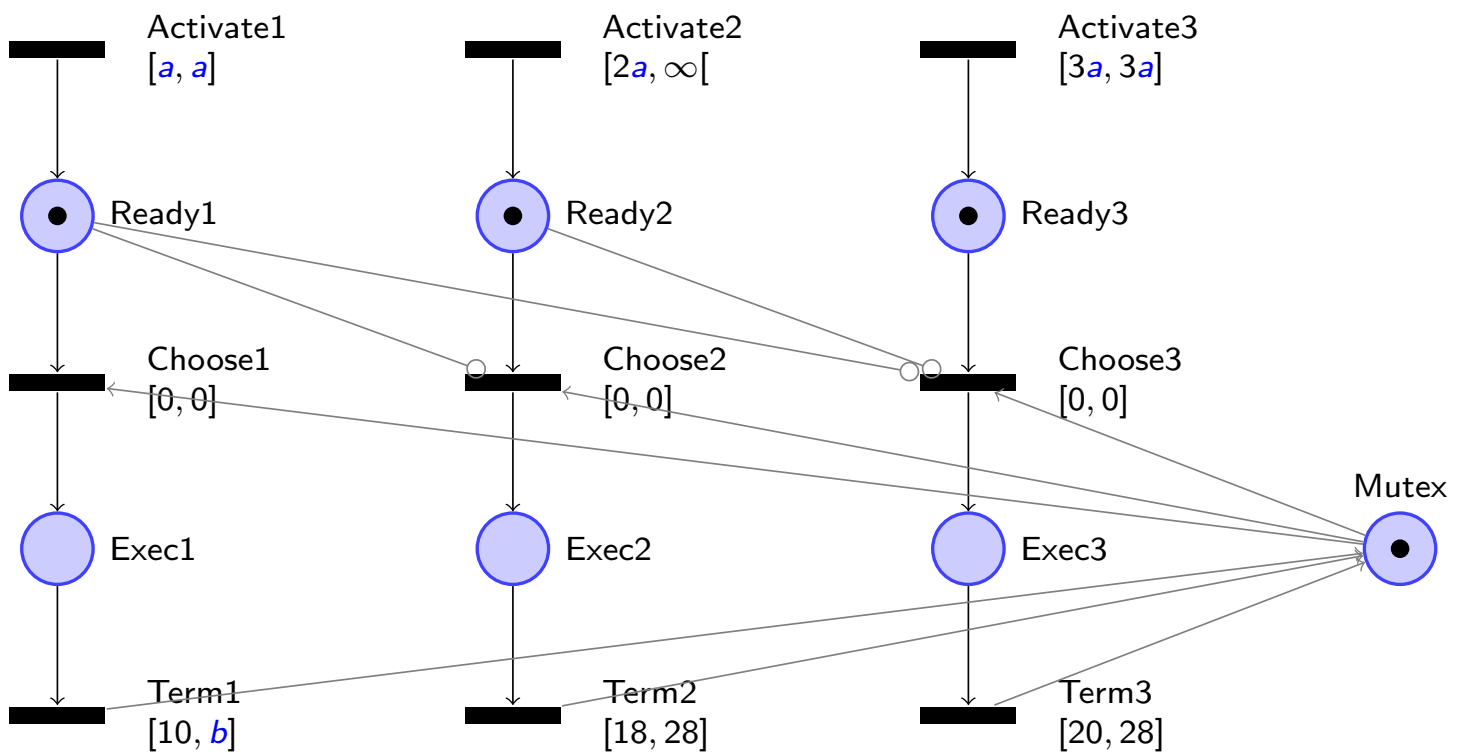 Activate1
[a, a]
Activate2
[2a, ∞[
Activate3
[3a, 3a]
Ready1
Ready2
Ready3
Choose1
[0, 0]
Choose2
[0, 0]
Choose3
[0, 0]
Mutex
Exec1
Exec2
Exec3
Term1
[10, b]
Term2
[18, 28]
Term3
[20, 28]